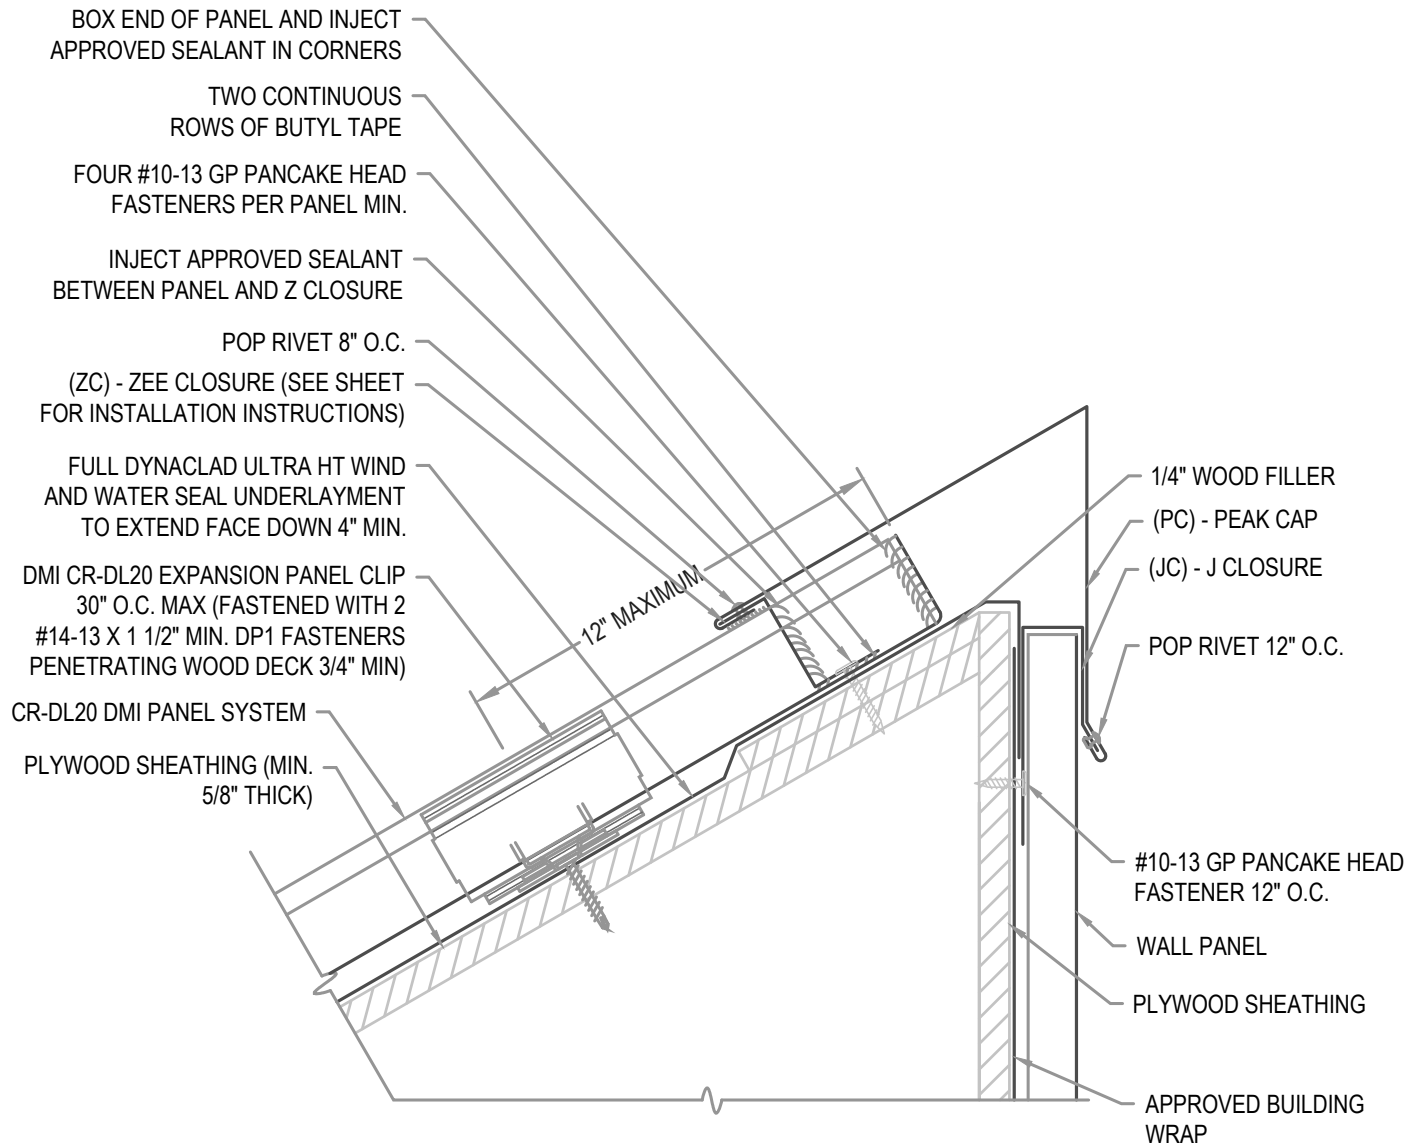 BOX END OF PANEL AND INJECT
APPROVED SEALANT IN CORNERS
TWO CONTINUOUS
ROWS OF BUTYL TAPE
FOUR #10-13 GP PANCAKE HEAD
FASTENERS PER PANEL MIN.
INJECT APPROVED SEALANT
BETWEEN PANEL AND Z CLOSURE
POP RIVET 8" O.C.
(ZC) - ZEE CLOSURE (SEE SHEET
FOR INSTALLATION INSTRUCTIONS)
FULL DYNACLAD ULTRA HT WIND
AND WATER SEAL UNDERLAYMENT
TO EXTEND FACE DOWN 4" MIN.
DMI CR-DL20 EXPANSION PANEL CLIP
30" O.C. MAX (FASTENED WITH 2
#14-13 X 1 1/2" MIN. DP1 FASTENERS
PENETRATING WOOD DECK 3/4" MIN)
CR-DL20 DMI PANEL SYSTEM
PLYWOOD SHEATHING (MIN.
5/8" THICK)
12" MAXIMUM
1/4" WOOD FILLER
(PC) - PEAK CAP
(JC) - J CLOSURE
POP RIVET 12" O.C.
#10-13 GP PANCAKE HEAD
FASTENER 12" O.C.
WALL PANEL
PLYWOOD SHEATHING
APPROVED BUILDING
WRAP